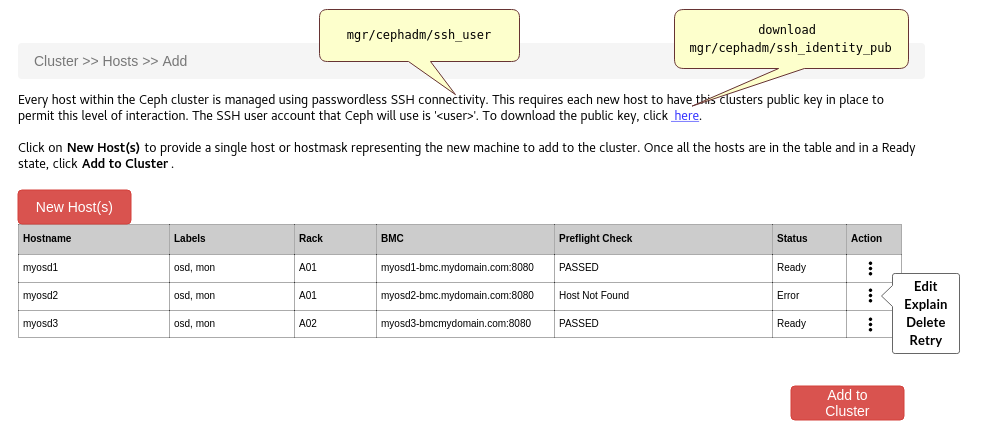 mgr/cephadm/ssh_user
download
mgr/cephadm/ssh_identity_pub
Cluster >> Hosts >> Add
Every host within the Ceph cluster is managed using passwordless SSH connectivity. This requires each new host to have this clusters public key in place to
permit this level of interaction. The SSH user account that Ceph will use is '<user>'. To download the public key, click here.
Click on New Host(s) to provide a single host or hostmask representing the new machine to add to the cluster. Once all the hosts are in the table and in a Ready
state, click Add to Cluster .
New Host(s)
Hostname Labels Rack BMC Preflight Check Status Action
myosd1 osd, mon A01 myosd1-bmc.mydomain.com:8080 PASSED Ready
myosd2 osd, mon A01 myosd2-bmc.mydomain.com:8080 Host Not Found Error
myosd3 osd, mon A02 myosd3-bmcmydomain.com:8080 PASSED Ready
Edit
Explain
Delete
Retry
Add to
Cluster